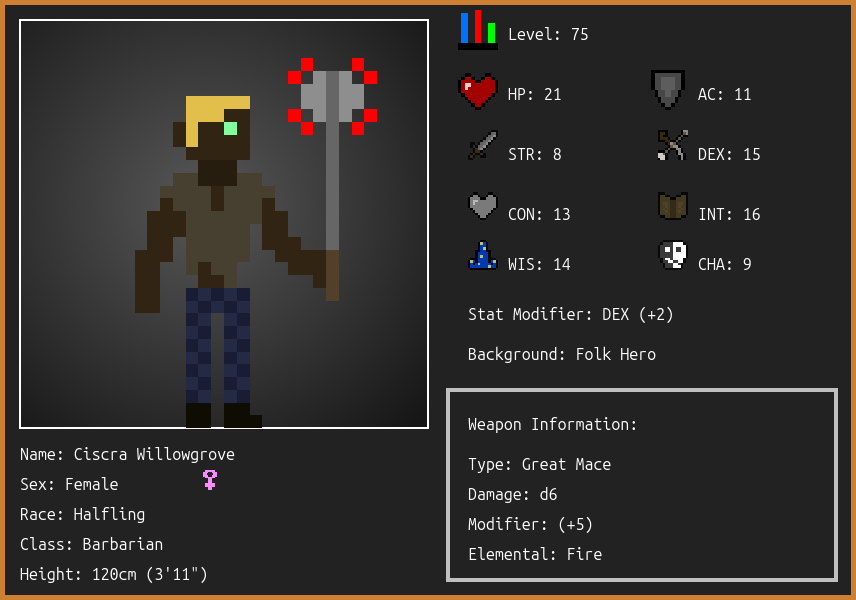 Level: 75
HP: 21
AC: 11
STR: 8
DEX: 15
CON: 13
INT: 16
WIS: 14
CHA: 9
Stat Modifier: DEX (+2)
Background: Folk Hero
Weapon Information:
Type: Great Mace
Damage: d6
Modifier: (+5)
Elemental: Fire
Name: Ciscra Willowgrove
Sex: Female
Race: Halfling
Class: Barbarian
Height: 120cm (3'11")